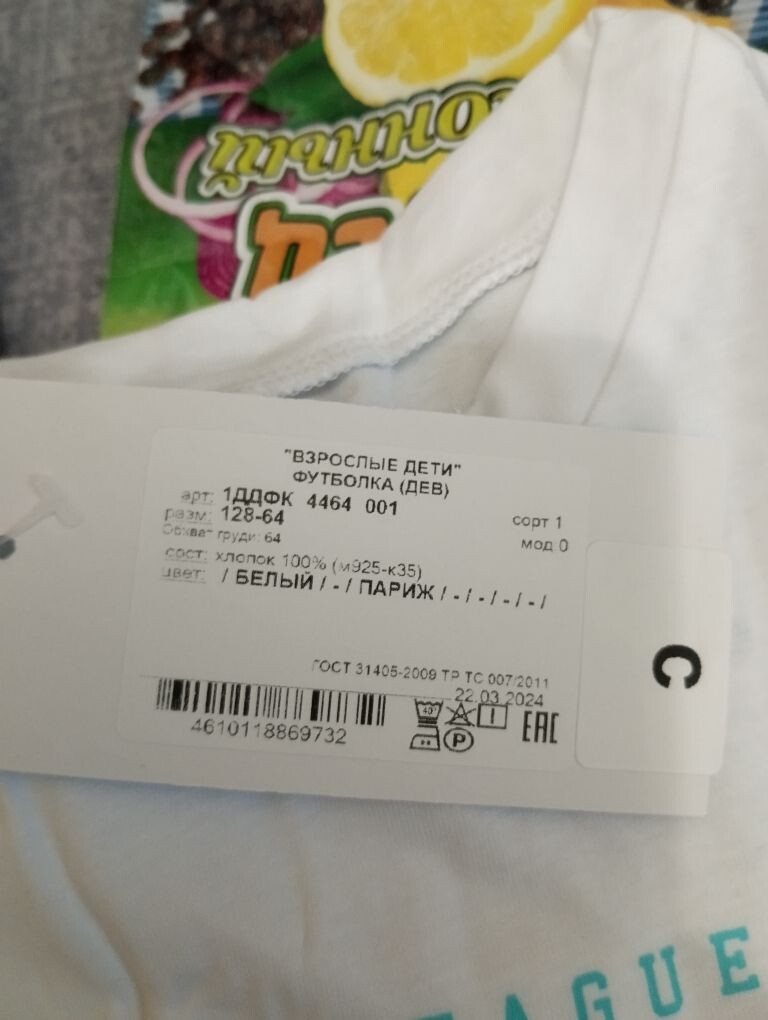 "ВЗРОСЛЫЕ ДЕТИ"
ФУТБОЛКА (ДЕВ)
арт: 1ДДФК 4464 001
сорт 1
разм: 128-64
мод 0
Обхват груди: 64
сост: хлопок 100% (м925-к35)
цвет: / БЕЛЫЙ / - / ПАРИЖ / - / - / - / - /
С
ГОСТ 31405-2009 ТР ТС 007/2011
22.03.2024
4610118869732
40°
P
EAC
AGUE